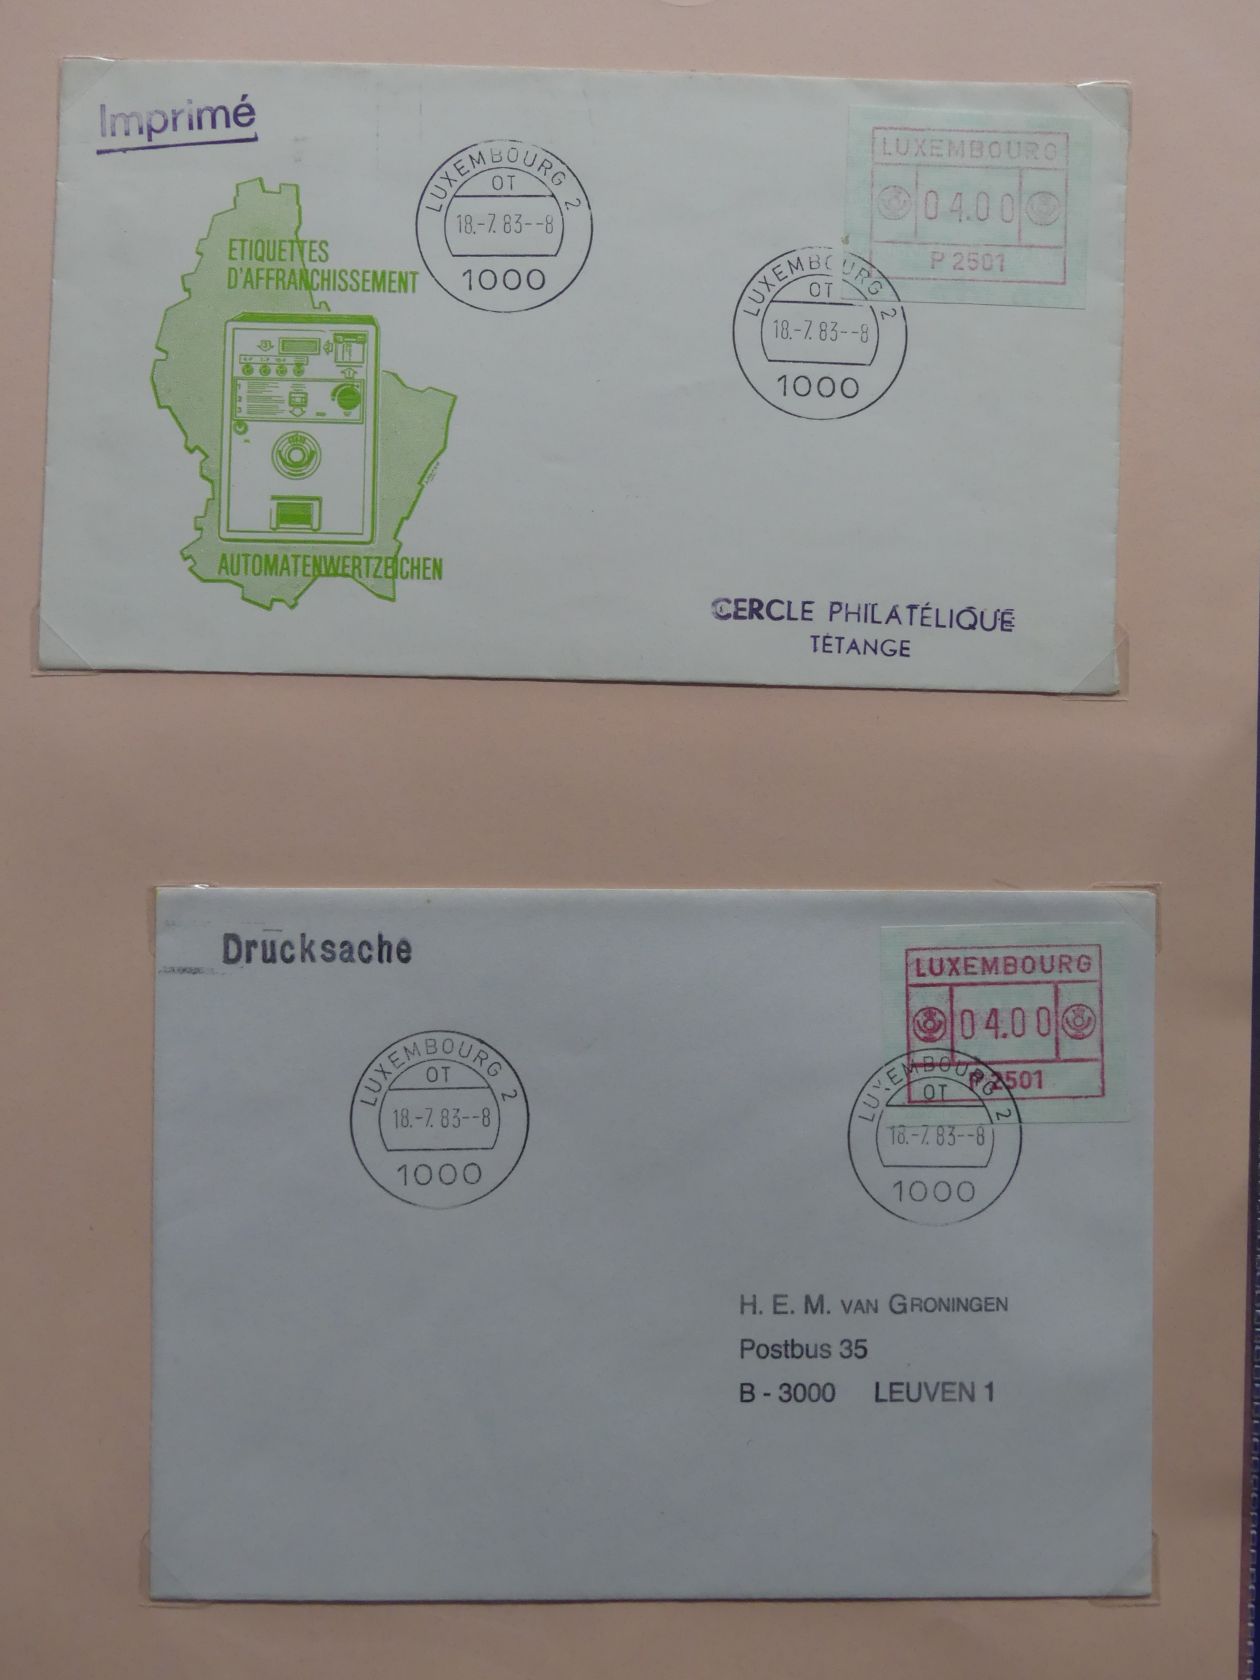 Imprimé
ETIQUETTES
D'AFFRANCHISSEMENT
AUTOMATENWERTZEICHEN
LUXEMBOURG 2
OT
18.-7.83--8
1000
LUXEMBOURG
04.00
P 2501
LUXEMBOURG 2
OT
18.-7.83--8
1000
CERCLE PHILATÉLIQUE
TÉTANGE
Drucksache
LUXEMBOURG 2
OT
18.-7.83--8
1000
LUXEMBOURG
04.00
P 2501
LUXEMBOURG 2
OT
18.-7.83--8
1000
H. E. M. VAN GRONINGEN
Postbus 35
B - 3000 LEUVEN 1